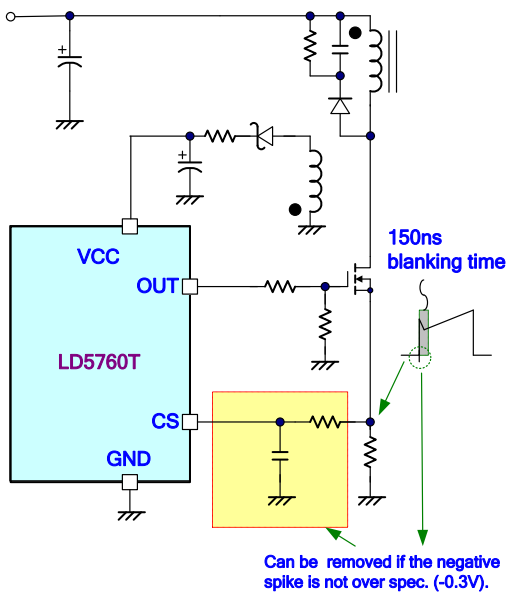 +
+
VCC
150ns
blanking time
OUT
LD5760T
CS
GND
Can be removed if the negative
spike is not over spec. (-0.3V).